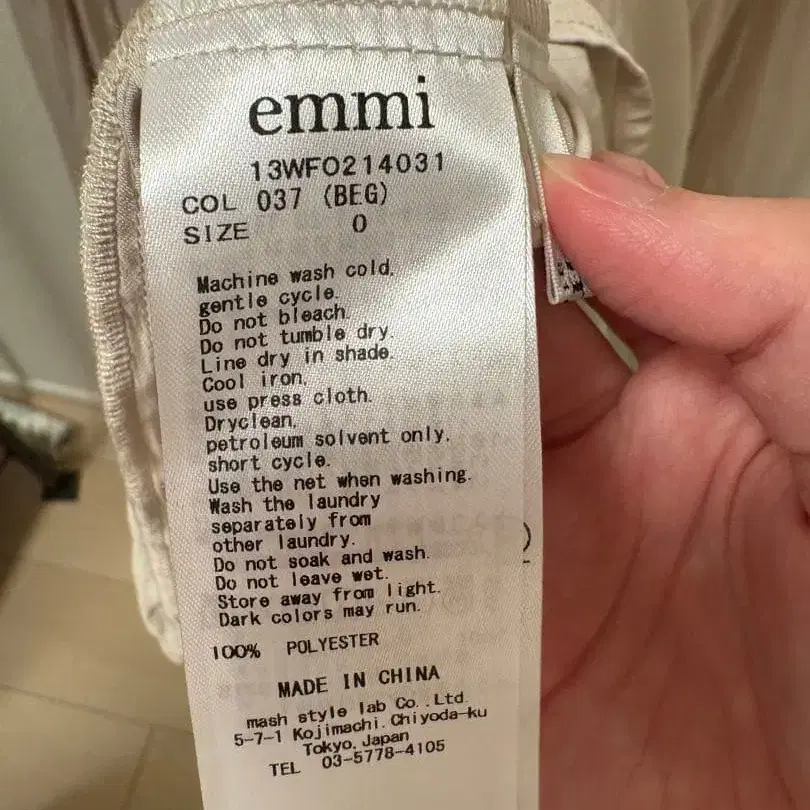 emmi
13WFO214031
COL 037 (BEG)
SIZE 0
Machine wash cold.
gentle cycle.
Do not bleach.
Do not tumble dry.
Line dry in shade.
Cool iron.
use press cloth.
Dryclean.
petroleum solvent only.
short cycle.
Use the net when washing.
Wash the laundry
separately from
other laundry.
Do not soak and wash.
Do not leave wet.
Store away from light.
Dark colors may run.
100% POLYESTER
MADE IN CHINA
mash style lab Co.,Ltd.
5-7-1 Kojimachi.Chiyoda-ku
Tokyo.Japan
TEL 03-5778-4105